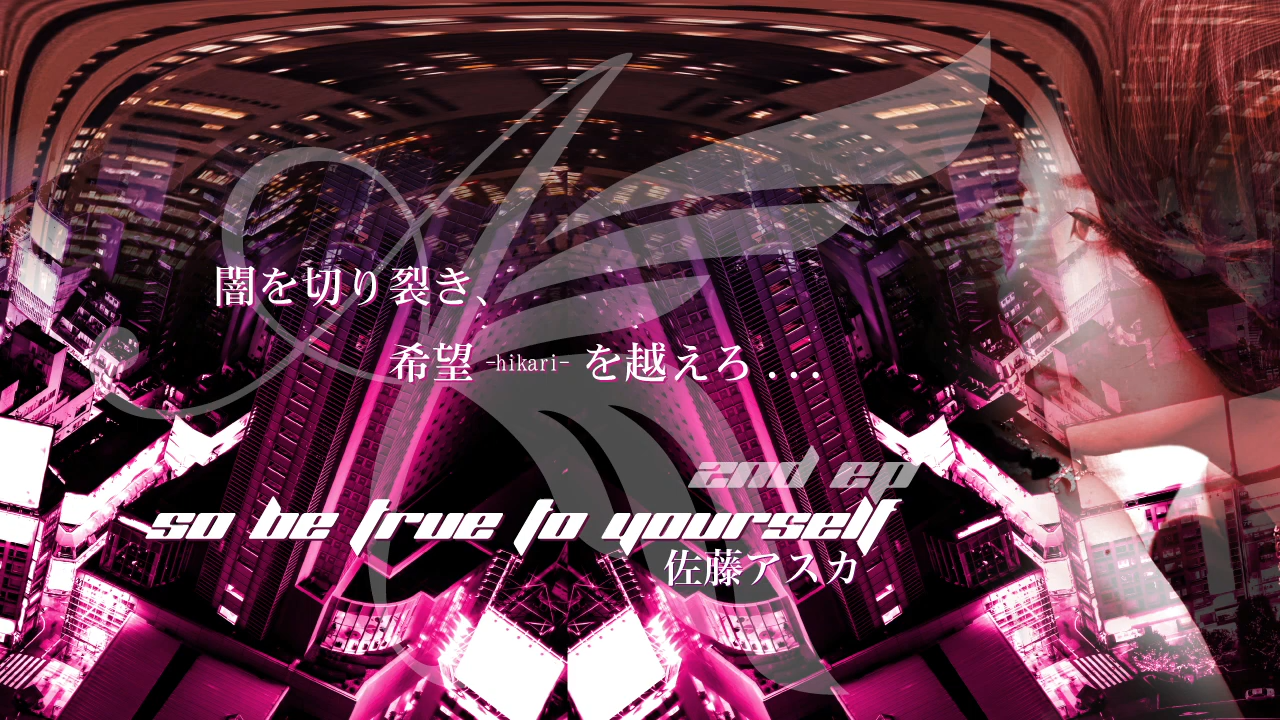 闇を切り裂き、
希望 -hikari- を越えろ...
2nd ep
so be true to yourself
佐藤アスカ